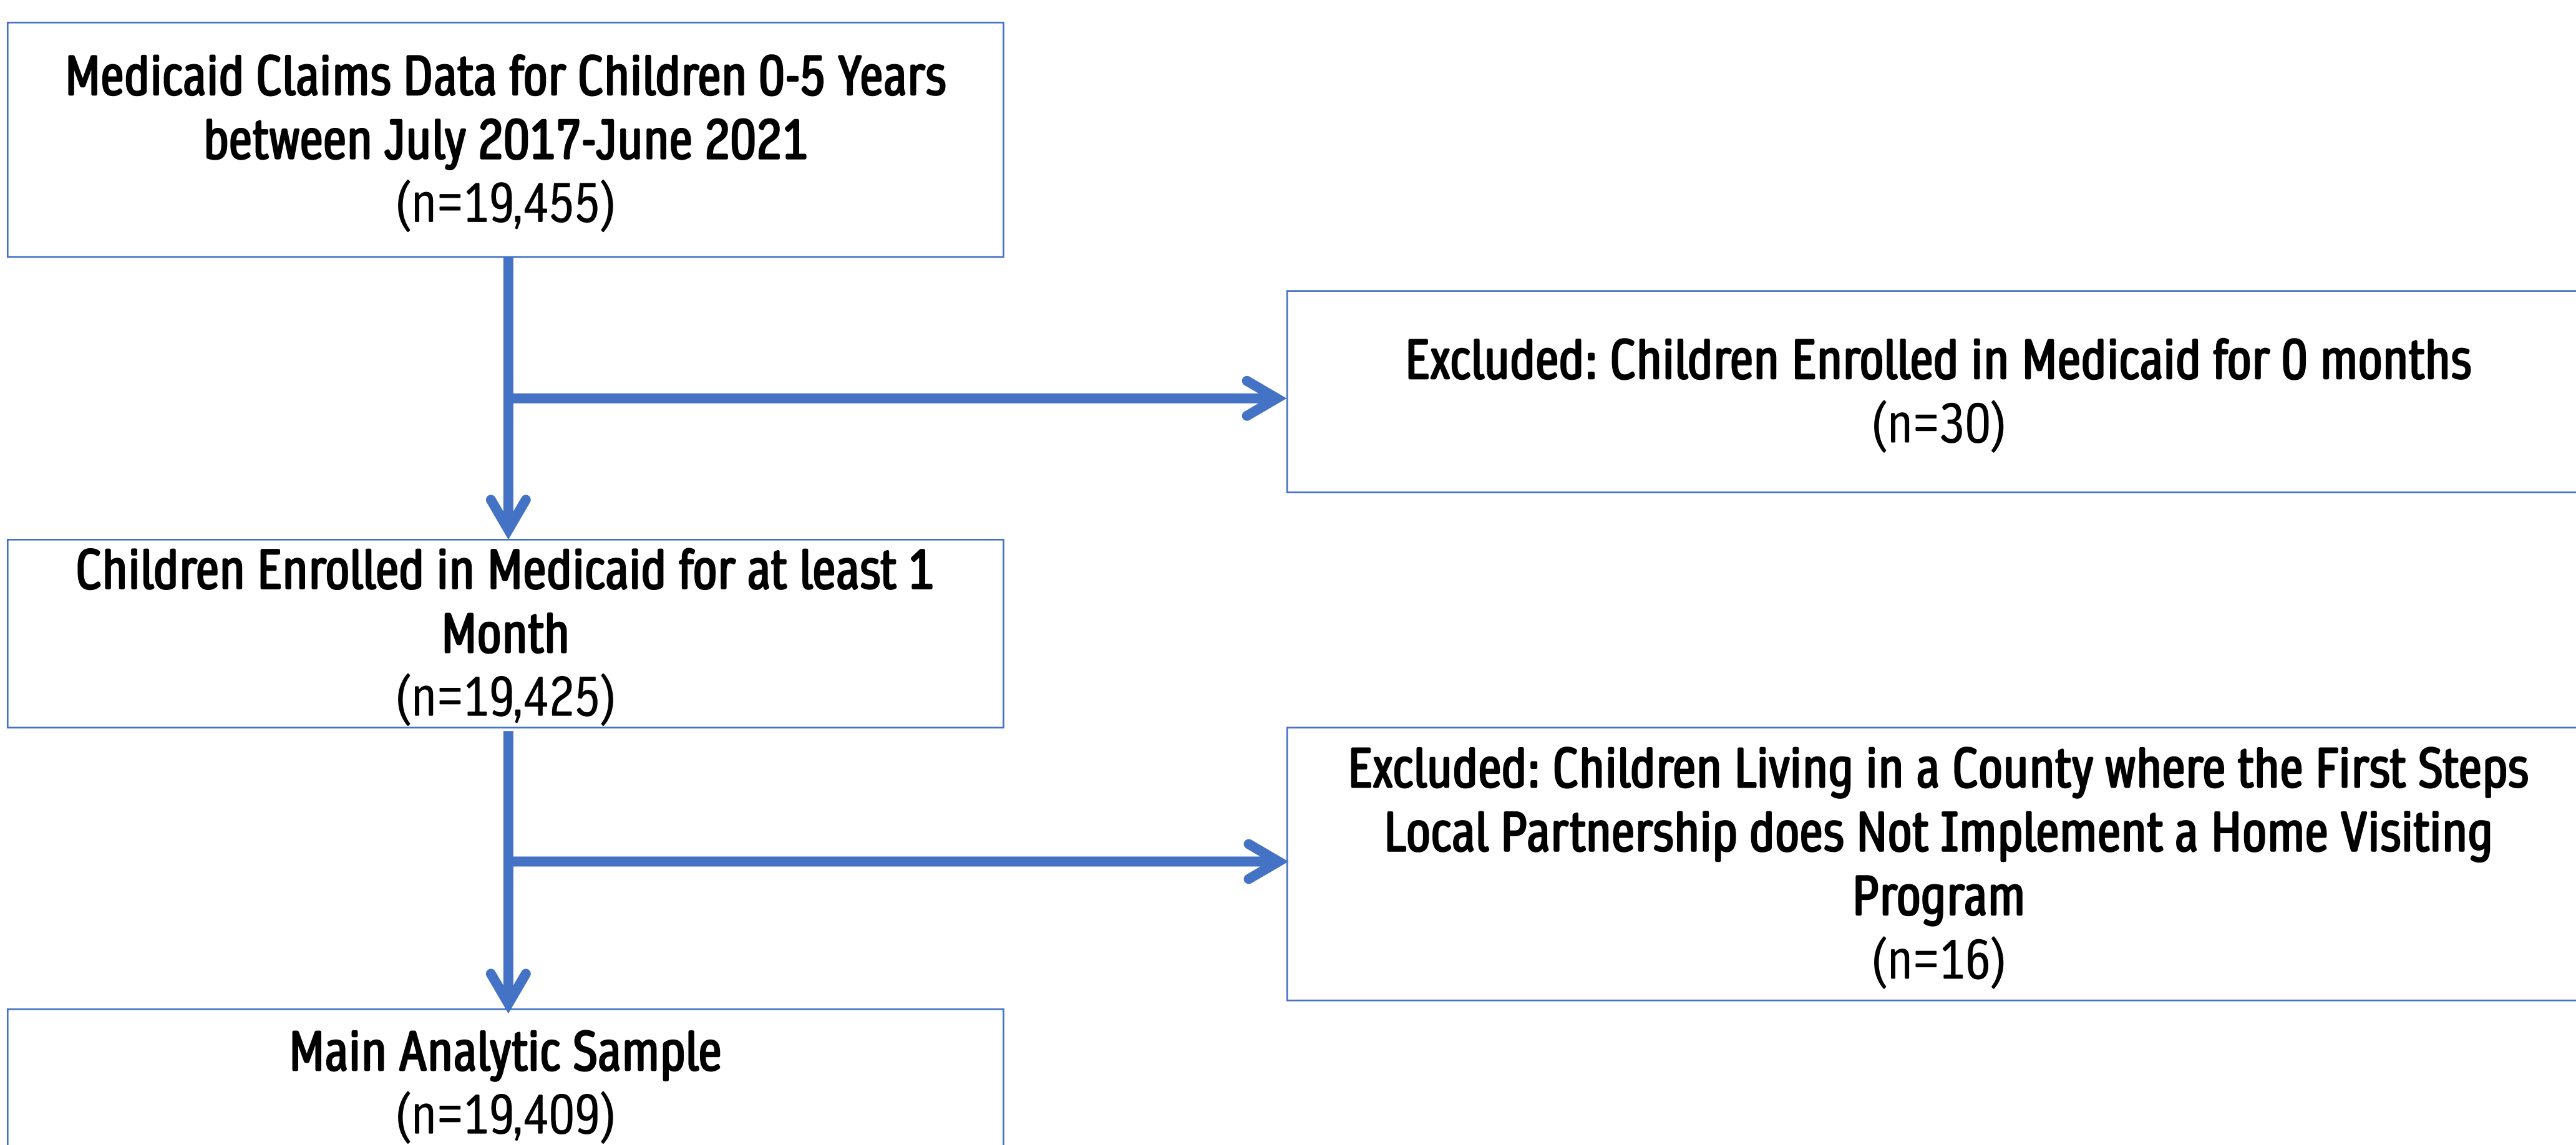 Medicaid Claims Data for Children 0-5 Years
between July 2017-June 2021
(n=19,455)
Excluded: Children Enrolled in Medicaid for 0 months
(n=30)
Children Enrolled in Medicaid for at least 1
Month
(n=19,425)
Excluded: Children Living in a County where the First Steps
Local Partnership does Not Implement a Home Visiting
Program
(n=16)
Main Analytic Sample
(n=19,409)